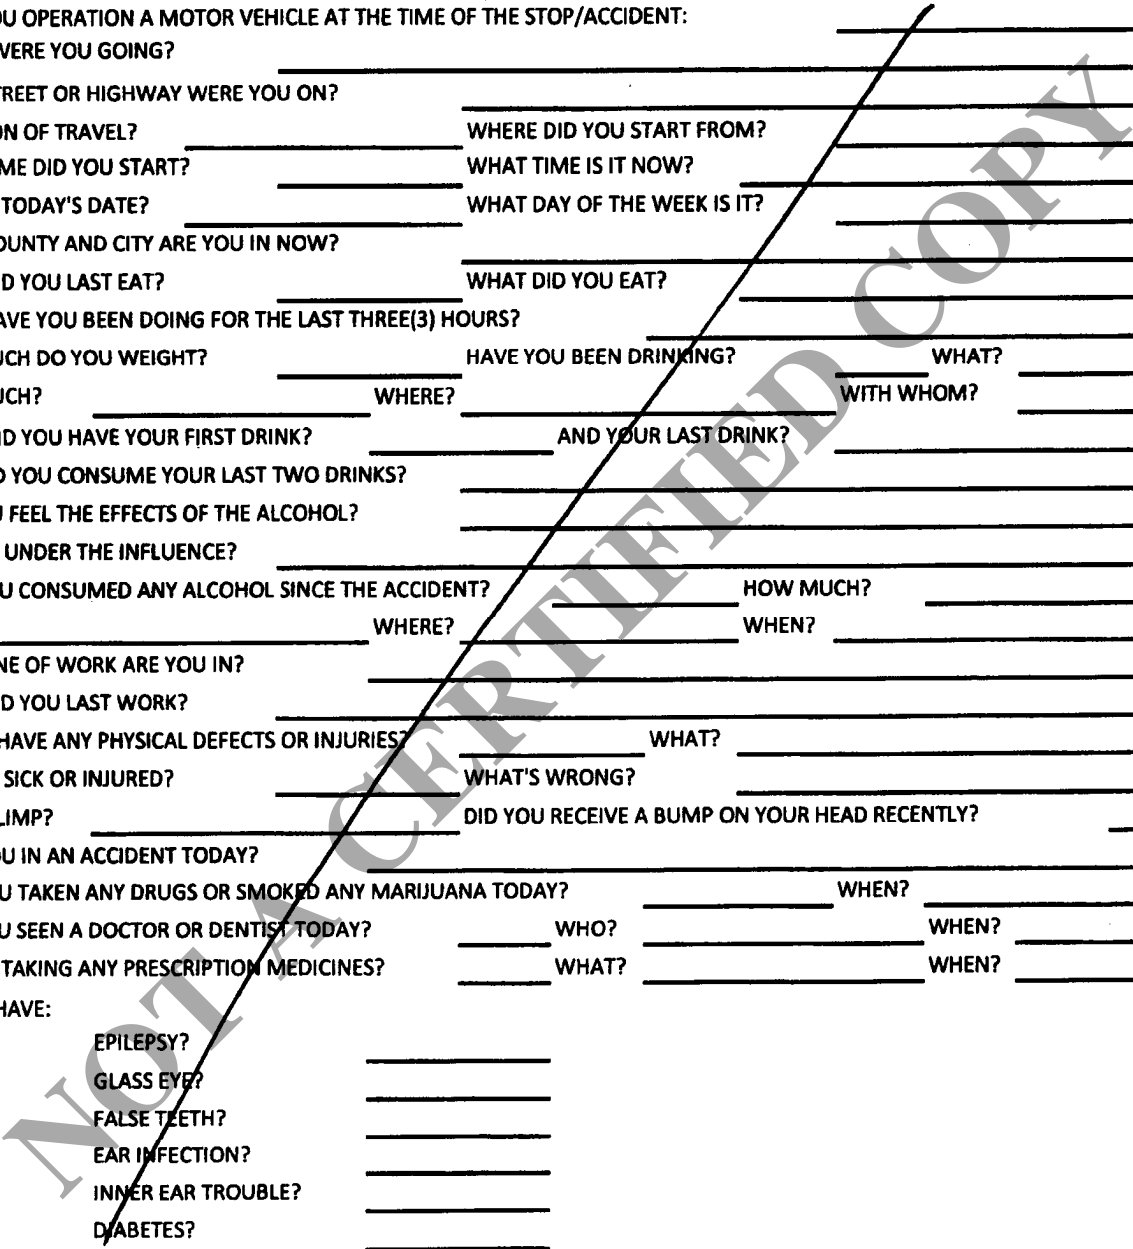 OU OPERATION A MOTOR VEHICLE AT THE TIME OF THE STOP/ACCIDENT:
WERE YOU GOING?
TREET OR HIGHWAY WERE YOU ON?
ON OF TRAVEL? WHERE DID YOU START FROM?
ME DID YOU START? WHAT TIME IS IT NOW?
TODAY'S DATE? WHAT DAY OF THE WEEK IS IT?
OUNTY AND CITY ARE YOU IN NOW?
D YOU LAST EAT? WHAT DID YOU EAT?
AVE YOU BEEN DOING FOR THE LAST THREE(3) HOURS?
UCH DO YOU WEIGHT? HAVE YOU BEEN DRINKING? WHAT?
UCH? WHERE? WITH WHOM?
ID YOU HAVE YOUR FIRST DRINK? AND YOUR LAST DRINK?
D YOU CONSUME YOUR LAST TWO DRINKS?
U FEEL THE EFFECTS OF THE ALCOHOL?
UNDER THE INFLUENCE?
U CONSUMED ANY ALCOHOL SINCE THE ACCIDENT? HOW MUCH?
WHERE? WHEN?
NE OF WORK ARE YOU IN?
D YOU LAST WORK?
HAVE ANY PHYSICAL DEFECTS OR INJURIES? WHAT?
SICK OR INJURED? WHAT'S WRONG?
LIMP? DID YOU RECEIVE A BUMP ON YOUR HEAD RECENTLY?
OU IN AN ACCIDENT TODAY?
U TAKEN ANY DRUGS OR SMOKED ANY MARIJUANA TODAY? WHEN?
U SEEN A DOCTOR OR DENTIST TODAY? WHO? WHEN?
TAKING ANY PRESCRIPTION MEDICINES? WHAT? WHEN?
HAVE:
EPILEPSY?
GLASS EYE?
FALSE TEETH?
EAR INFECTION?
INNER EAR TROUBLE?
DIABETES?
NOT A CERTIFIED COPY